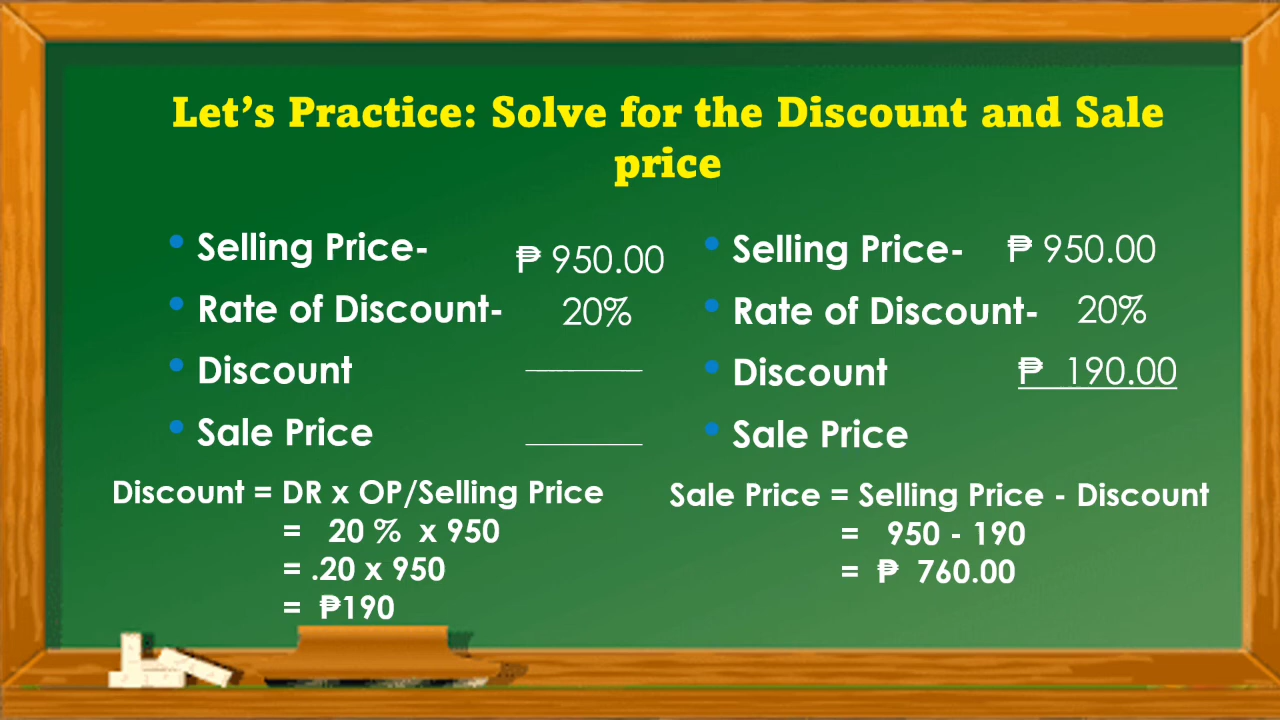 Let’s Practice: Solve for the Discount and Sale
price
• Selling Price- ₱ 950.00
• Rate of Discount- 20%
• Discount ________
• Sale Price ________
Discount = DR x OP/Selling Price
= 20 % x 950
= .20 x 950
= ₱190
• Selling Price- ₱ 950.00
• Rate of Discount- 20%
• Discount ₱ 190.00
• Sale Price
Sale Price = Selling Price - Discount
= 950 - 190
= ₱ 760.00